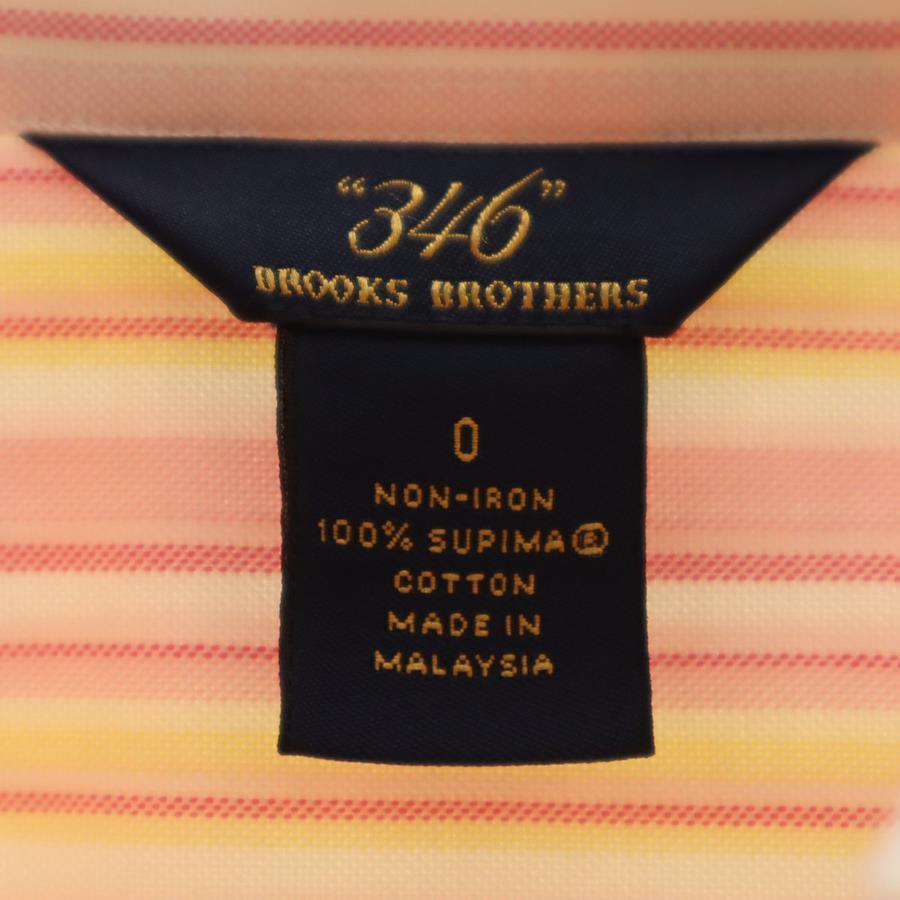 “346”
BROOKS BROTHERS
0
NON-IRON
100% SUPIMA®
COTTON
MADE IN
MALAYSIA